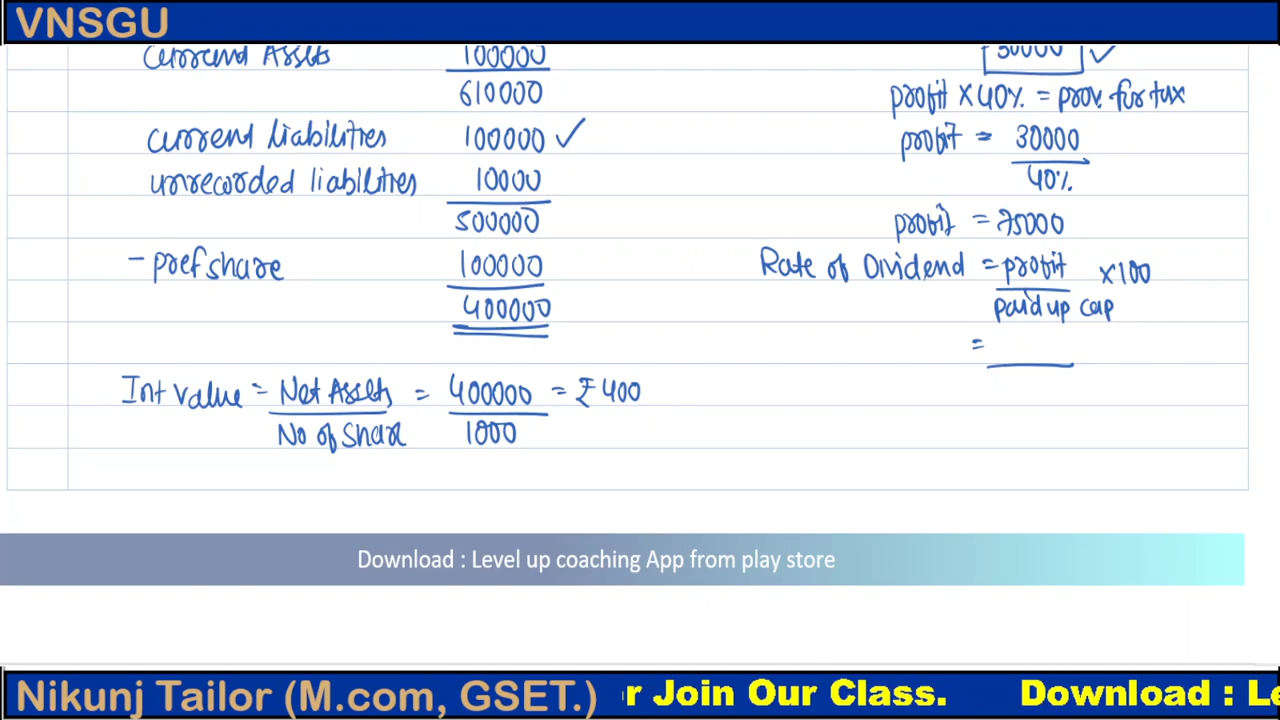 VNSGU
Current Assets 100000
610000
current liabilities 100000 ✓
unrecorded liabilities 10000
500000
- pref share 100000
400000
Int value = Net Assets / No of Share = 400000 / 1000 = ₹400
30000 ✓
profit × 40% = prov. for tax
profit = 30000 / 40%
profit = 75000
Rate of Dividend = profit / paid up cap × 100
=
Download : Level up coaching App from play store
Nikunj Tailor (M.com, GSET.) r Join Our Class. Download : Le